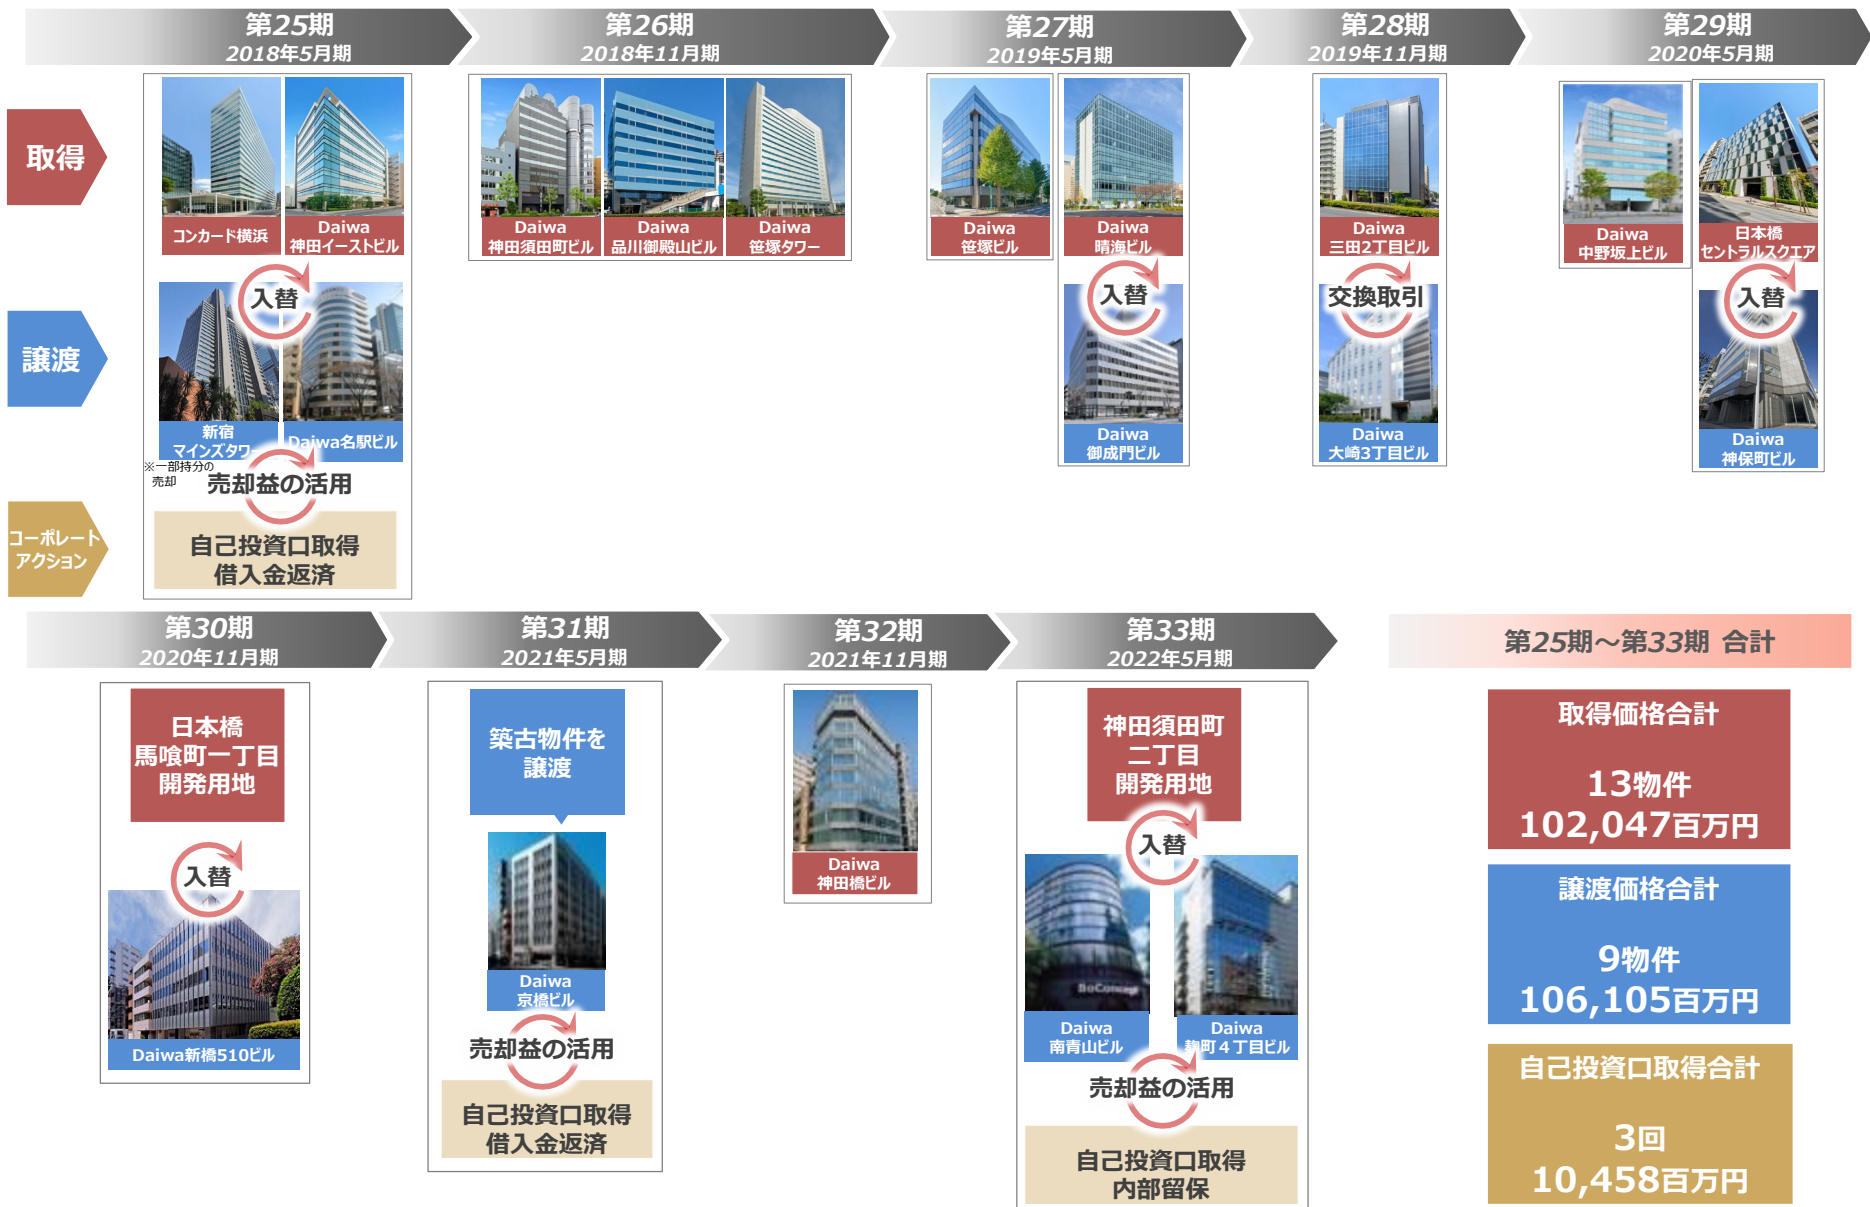 第25期
2018年5月期
第26期
2018年11月期
第27期
2019年5月期
第28期
2019年11月期
第29期
2020年5月期
取得
コンカード横浜
Daiwa
神田イーストビル
Daiwa
神田須田町ビル
Daiwa
品川御殿山ビル
Daiwa
笹塚タワー
Daiwa
笹塚ビル
Daiwa
晴海ビル
Daiwa
三田2丁目ビル
Daiwa
中野坂上ビル
日本橋
セントラルスクエア
入替
入替
交換取引
入替
譲渡
新宿
マインズタワー
Daiwa名駅ビル
Daiwa
御成門ビル
Daiwa
大崎3丁目ビル
Daiwa
神保町ビル
※一部持分の
売却
売却益の活用
コーポレート
アクション
自己投資口取得
借入金返済
第30期
2020年11月期
第31期
2021年5月期
第32期
2021年11月期
第33期
2022年5月期
第25期～第33期 合計
日本橋
馬喰町一丁目
開発用地
入替
Daiwa新橋510ビル
築古物件を
譲渡
Daiwa
京橋ビル
売却益の活用
自己投資口取得
借入金返済
Daiwa
神田橋ビル
神田須田町
二丁目
開発用地
入替
BoConcept
Daiwa
南青山ビル
Daiwa
麹町４丁目ビル
売却益の活用
自己投資口取得
内部留保
取得価格合計
13物件
102,047百万円
譲渡価格合計
9物件
106,105百万円
自己投資口取得合計
3回
10,458百万円